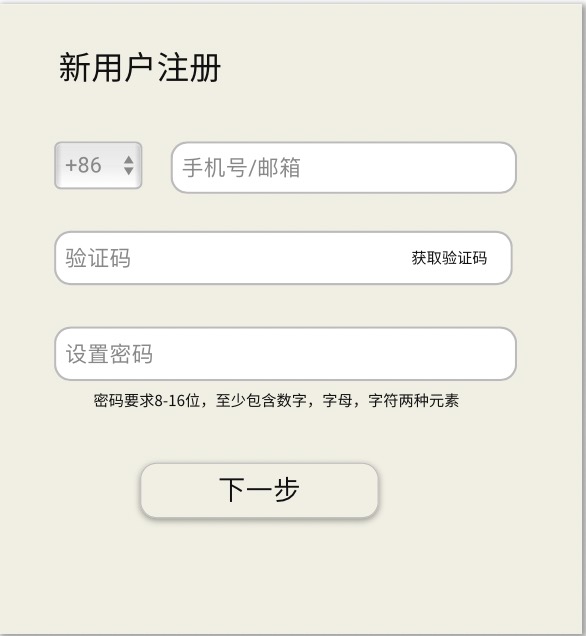 新用户注册
+86 手机号/邮箱
验证码 获取验证码
设置密码
密码要求8-16位，至少包含数字，字母，字符两种元素
下一步